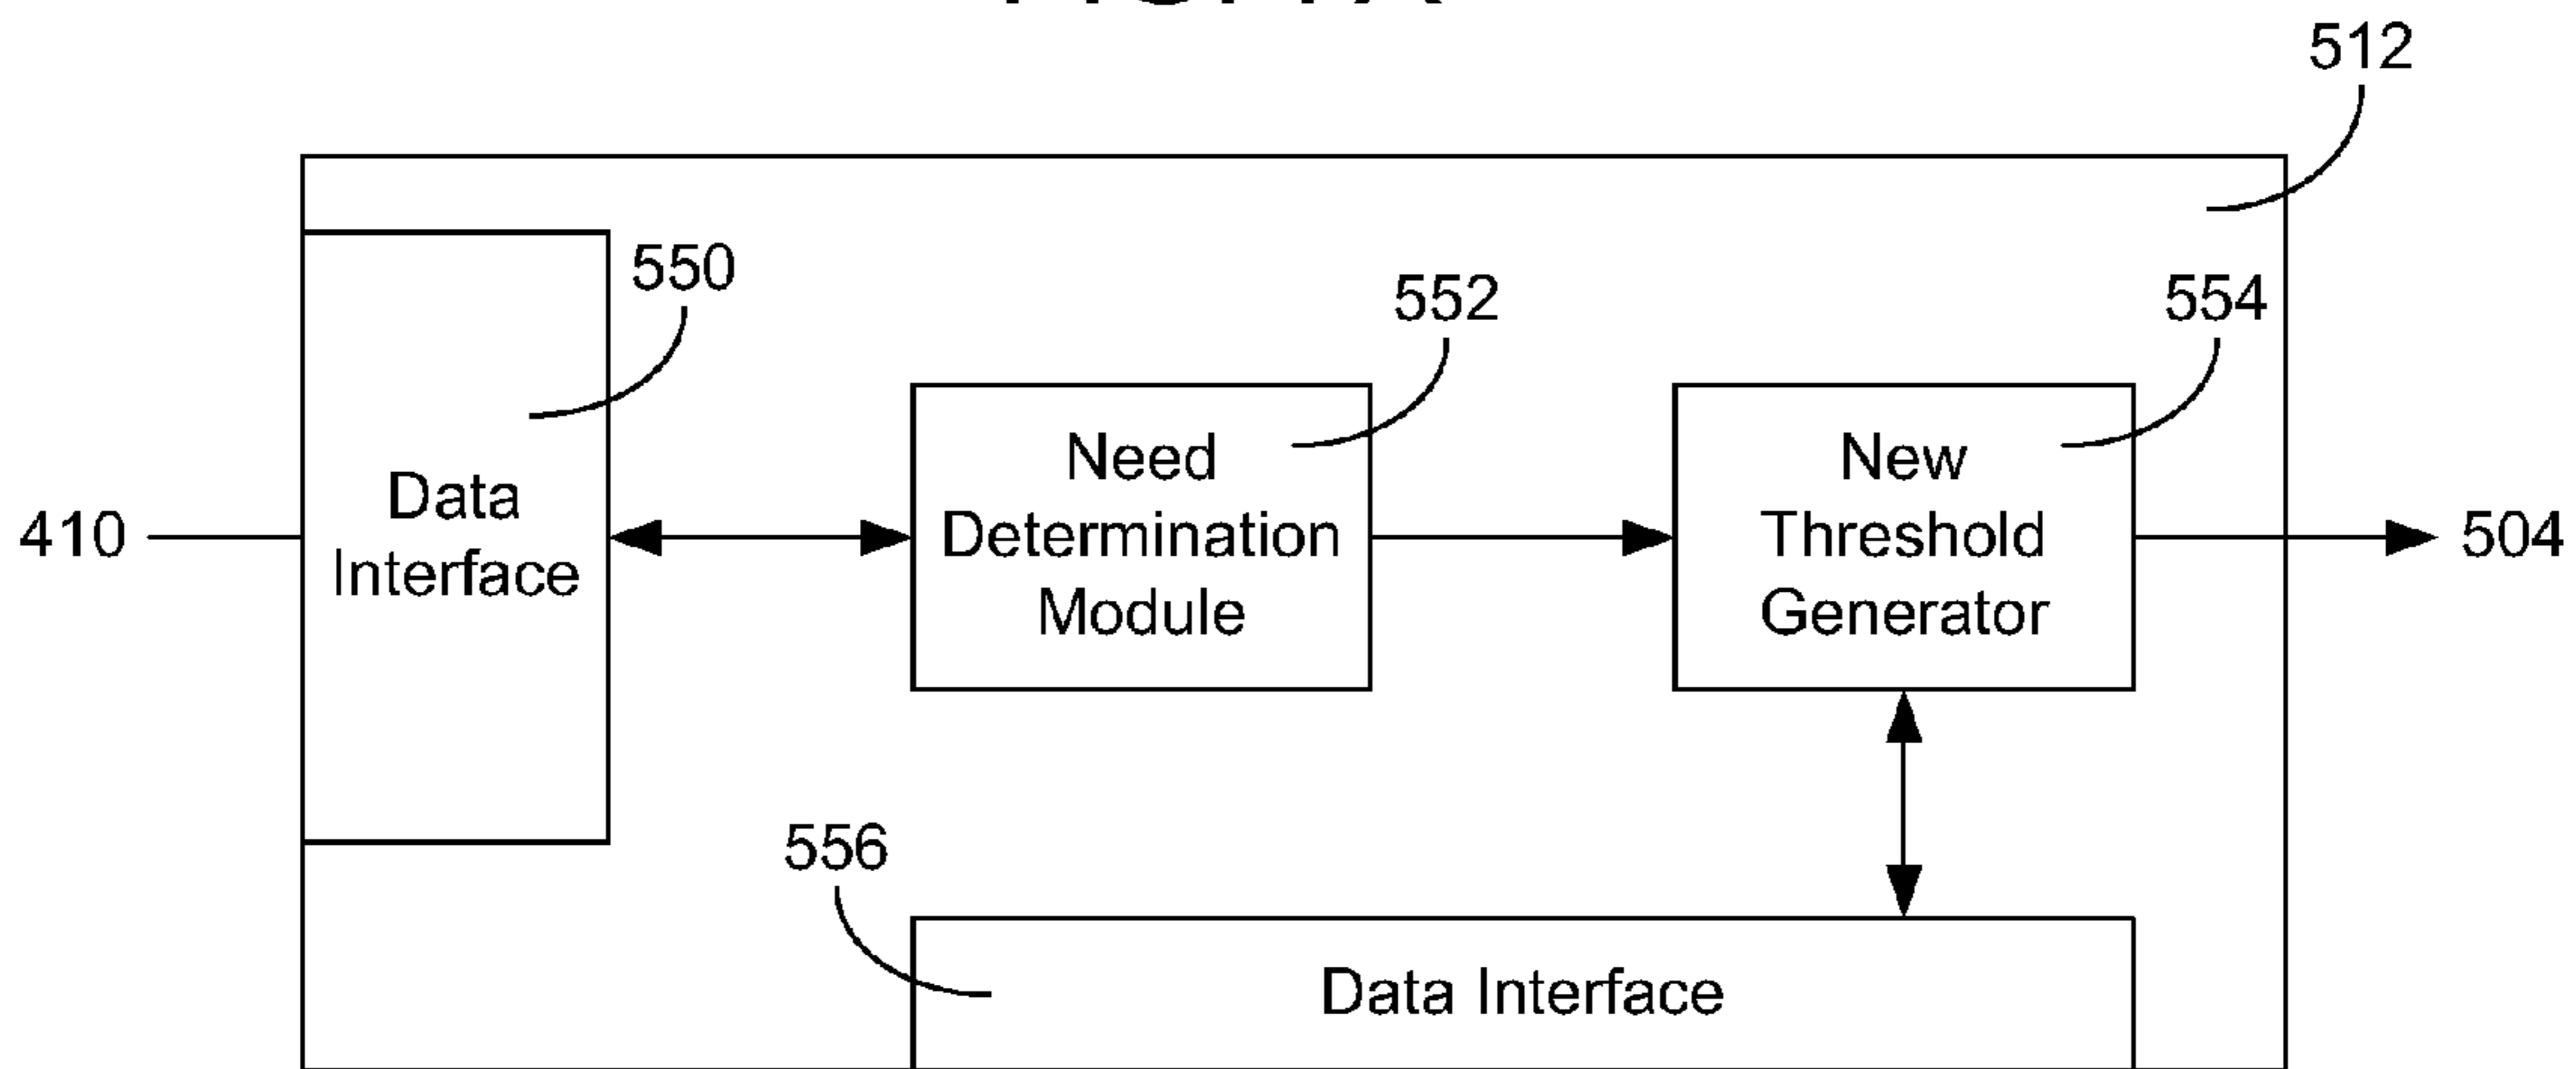 512
550
552
554
Data
Interface
Need
Determination
Module
New
Threshold
Generator
410
504
556
Data Interface